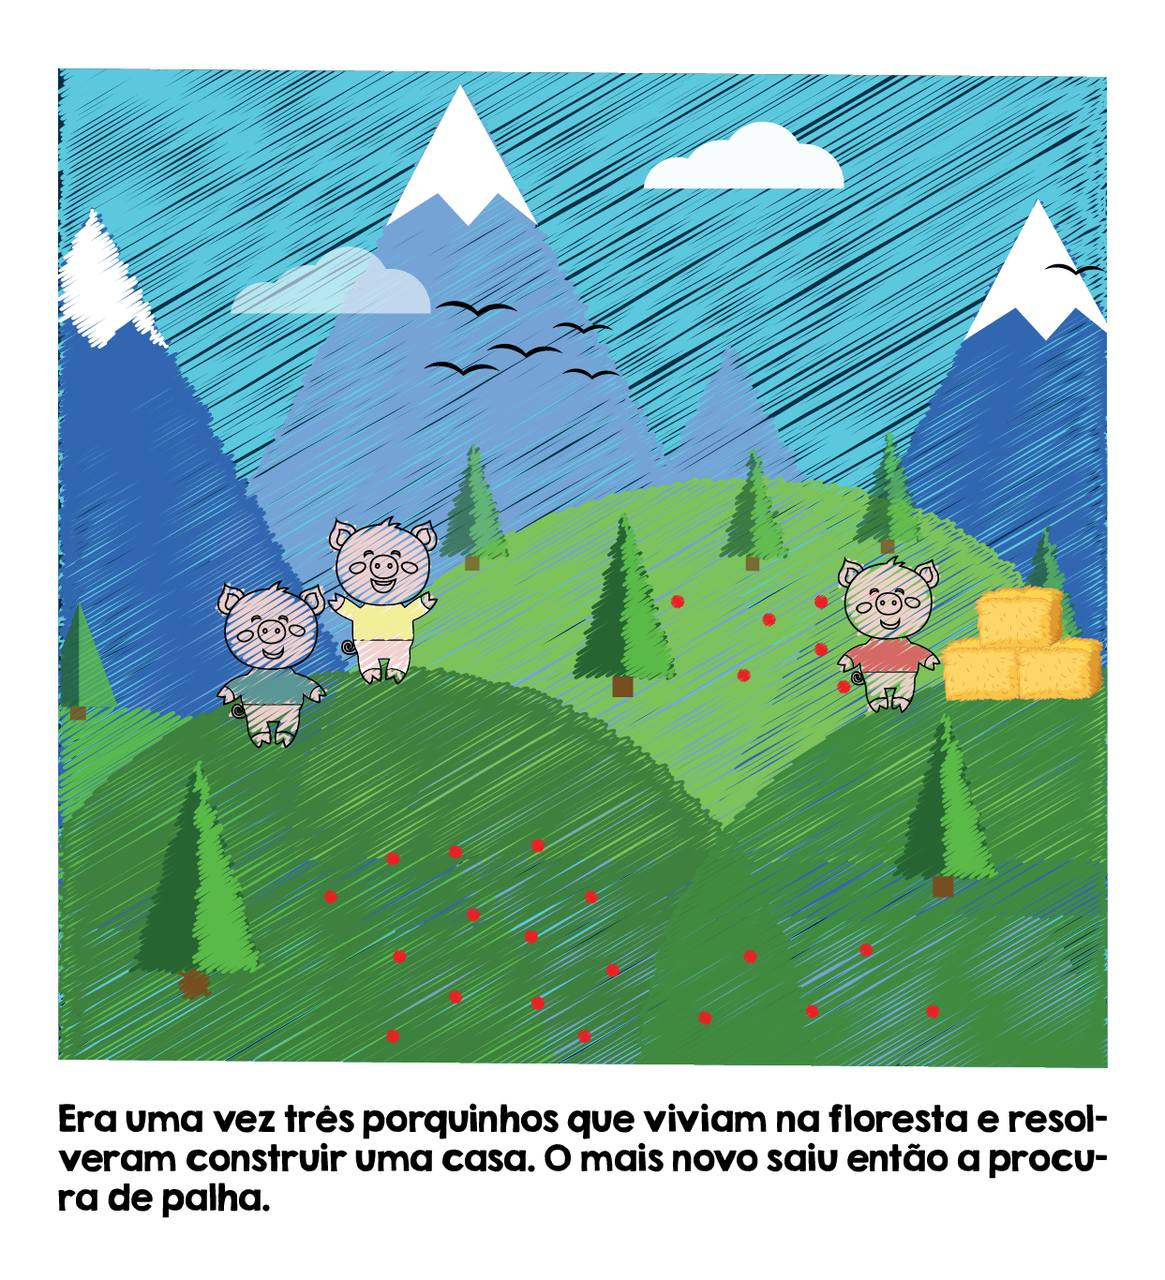 Era uma vez três porquinhos que viviam na floresta e resol-
veram construir uma casa. O mais novo saiu então a procu-
ra de palha.